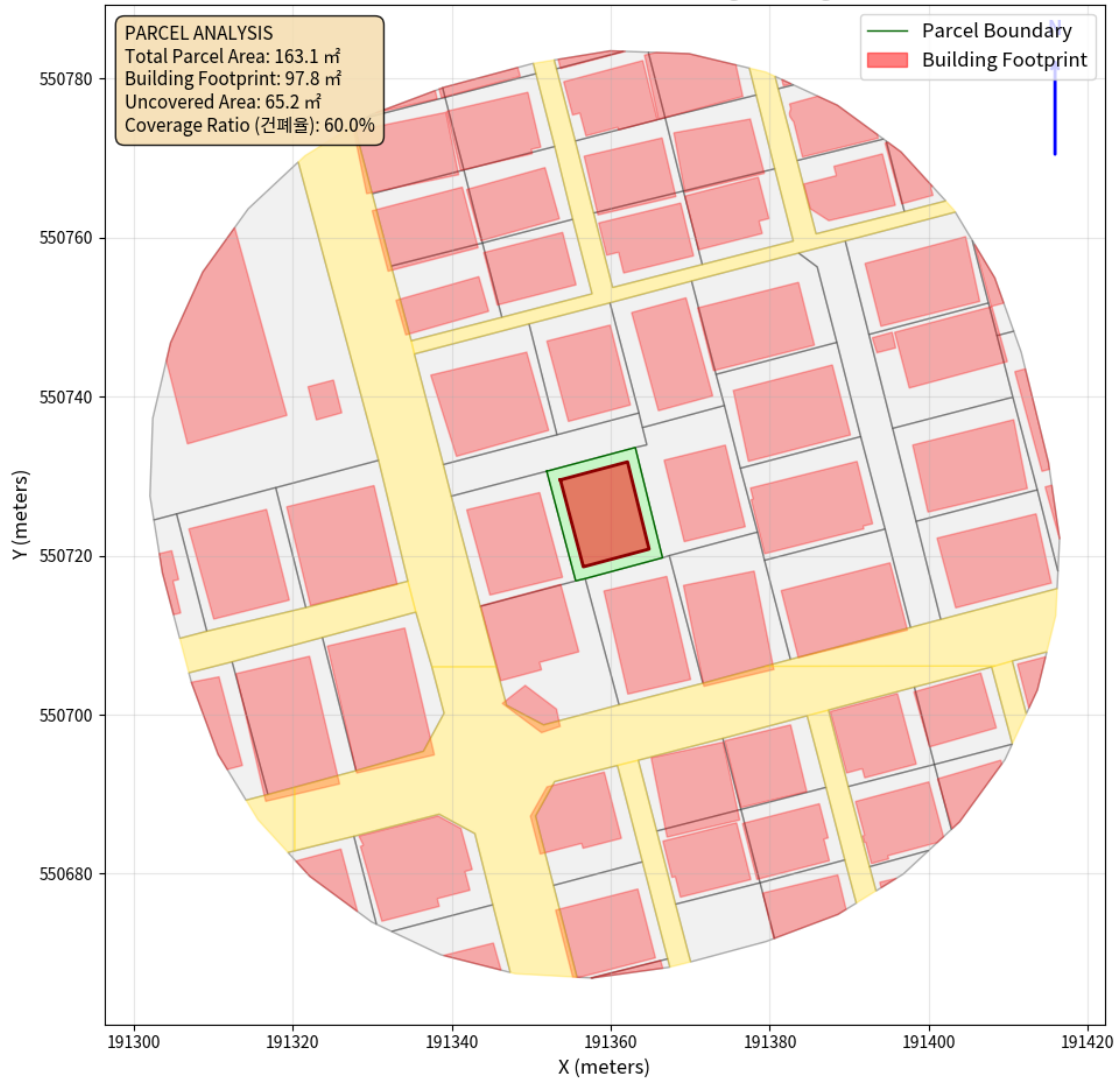 PARCEL ANALYSIS
Total Parcel Area: 163.1 ㎡
Building Footprint: 97.8 ㎡
Uncovered Area: 65.2 ㎡
Coverage Ratio (건폐율): 60.0%
Parcel Boundary
Building Footprint
N
550780
550760
550740
550720
550700
550680
Y (meters)
191300
191320
191340
191360
191380
191400
191420
X (meters)